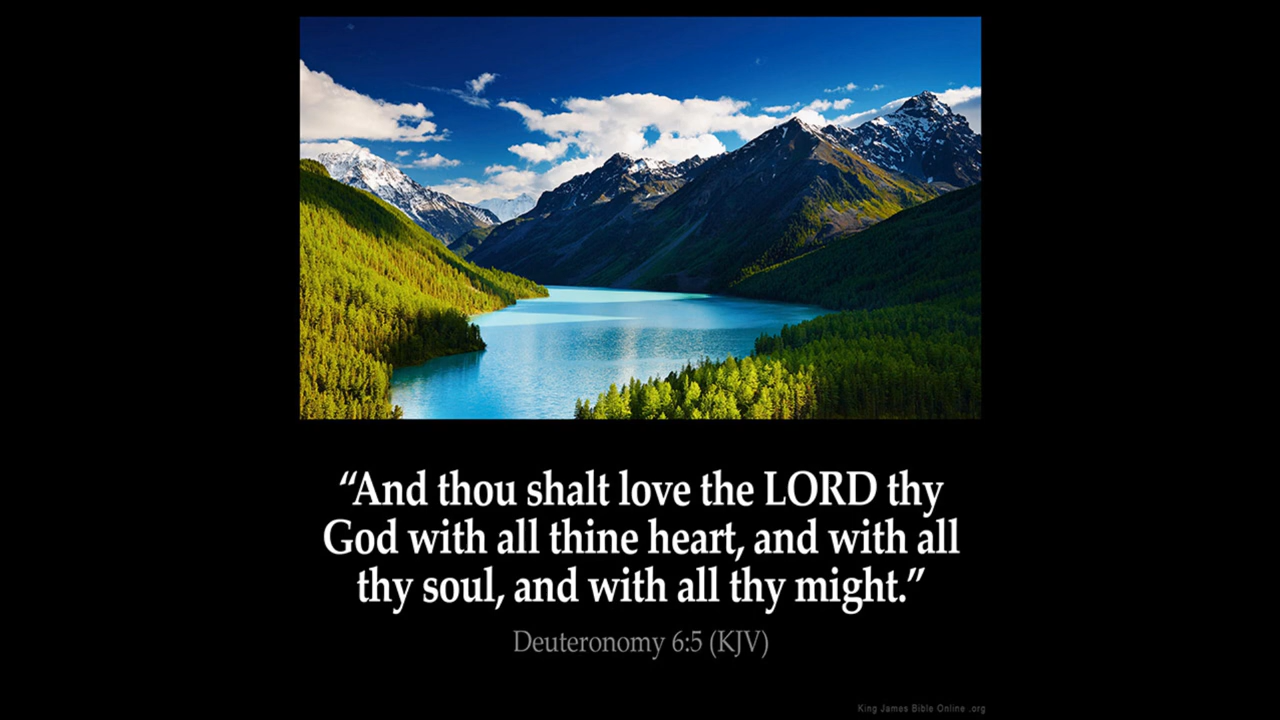 “And thou shalt love the LORD thy
God with all thine heart, and with all
thy soul, and with all thy might.”
Deuteronomy 6:5 (KJV)
King James Bible Online .org